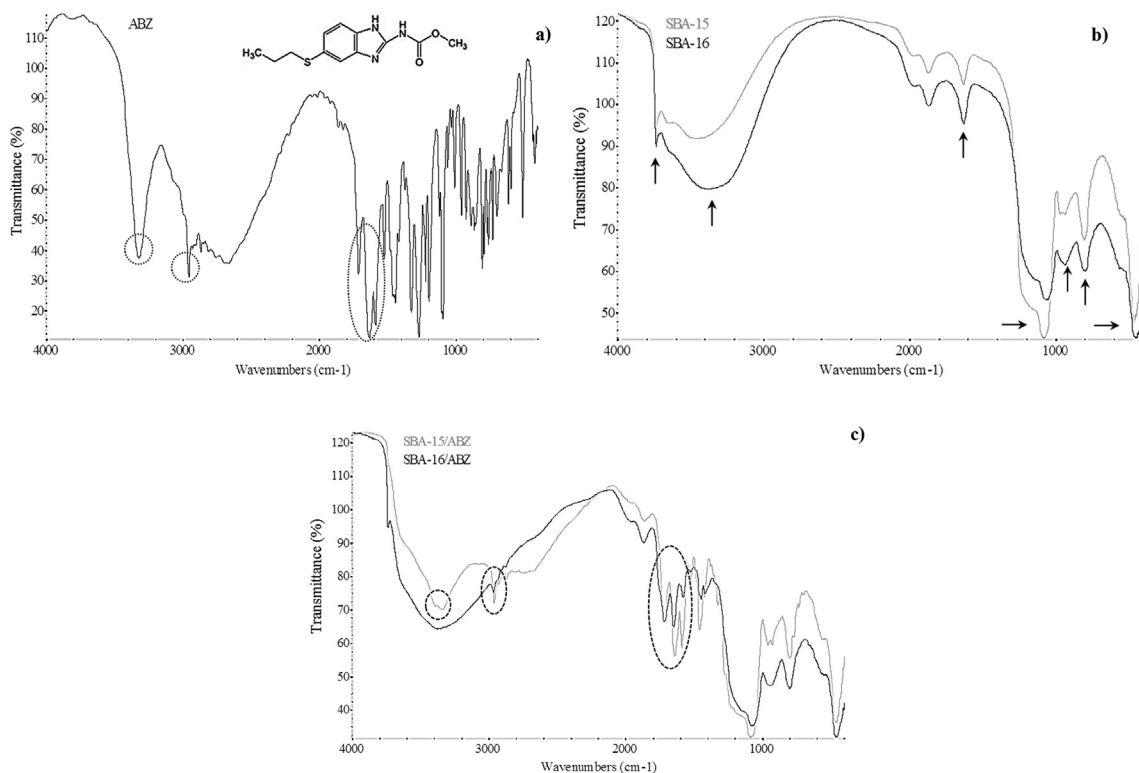 ABZ
a)
H
N
NH
O
CH3
H3C
S
N
O
Transmittance (%)
110
100
90
80
70
60
50
40
30
20
4000
3000
2000
1000
Wavenumbers (cm-1)
SBA-15
SBA-16
b)
Transmittance (%)
120
110
100
90
80
70
60
50
4000
3000
2000
1000
Wavenumbers (cm-1)
SBA-15/ABZ
SBA-16/ABZ
c)
Transmittance (%)
120
110
100
90
80
70
60
50
40
4000
3000
2000
1000
Wavenumbers (cm-1)